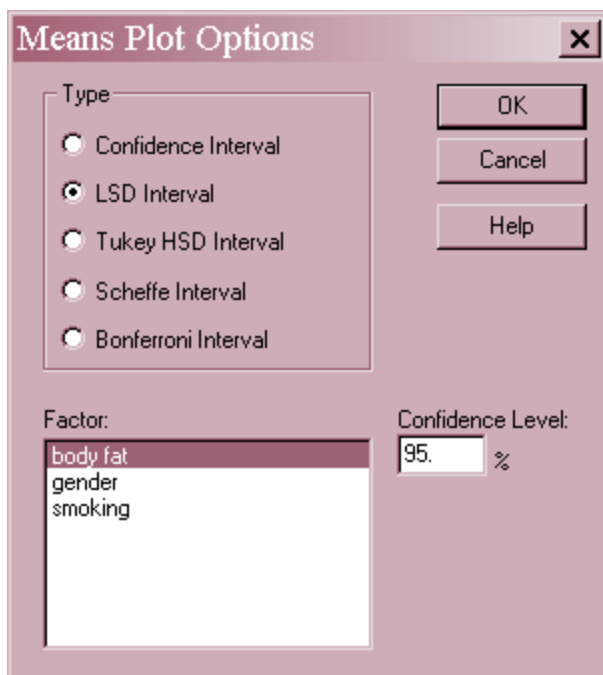 Means Plot Options
Type
Confidence Interval
LSD Interval
Tukey HSD Interval
Scheffe Interval
Bonferroni Interval
OK
Cancel
Help
Factor:
body fat
gender
smoking
Confidence Level:
95. %